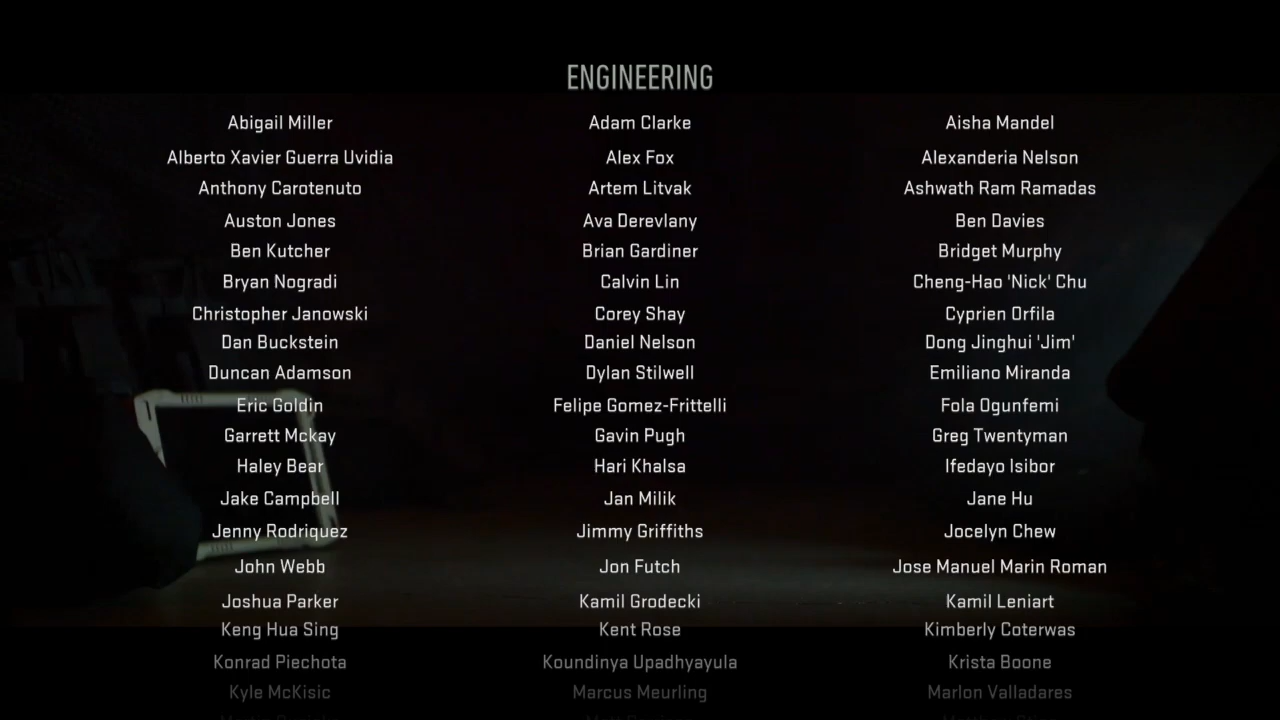 ENGINEERING
Abigail Miller Adam Clarke Aisha Mandel
Alberto Xavier Guerra Uvidia Alex Fox Alexanderia Nelson
Anthony Carotenuto Artem Litvak Ashwath Ram Ramadas
Auston Jones Ava Derevlany Ben Davies
Ben Kutcher Brian Gardiner Bridget Murphy
Bryan Nogradi Calvin Lin Cheng-Hao 'Nick' Chu
Christopher Janowski Corey Shay Cyprien Orfila
Dan Buckstein Daniel Nelson Dong Jinghui 'Jim'
Duncan Adamson Dylan Stilwell Emiliano Miranda
Eric Goldin Felipe Gomez-Frittelli Fola Ogunfemi
Garrett Mckay Gavin Pugh Greg Twentyman
Haley Bear Hari Khalsa Ifedayo Isibor
Jake Campbell Jan Milik Jane Hu
Jenny Rodriquez Jimmy Griffiths Jocelyn Chew
John Webb Jon Futch Jose Manuel Marin Roman
Joshua Parker Kamil Grodecki Kamil Leniart
Keng Hua Sing Kent Rose Kimberly Coterwas
Konrad Piechota Koundinya Upadhyayula Krista Boone
Kyle McKisic Marcus Meurling Marlon Valladares